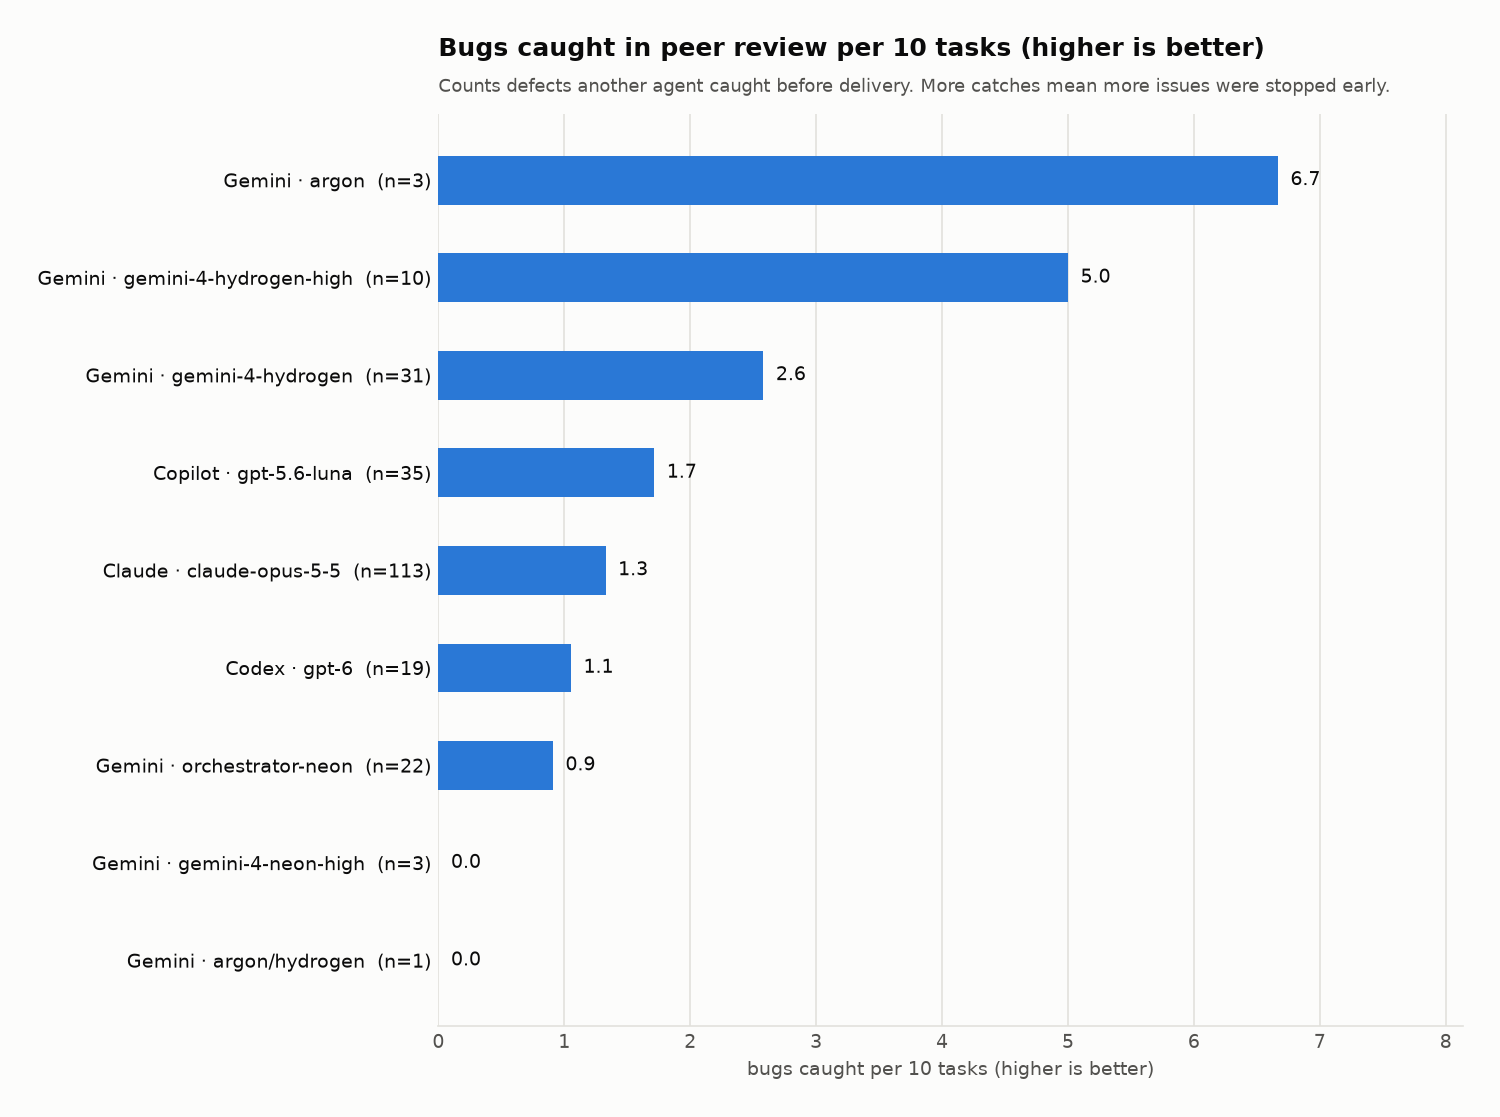 Bugs caught in peer review per 10 tasks (higher is better)
Counts defects another agent caught before delivery. More catches mean more issues were stopped early.
Gemini · argon (n=3) 6.7
Gemini · gemini-4-hydrogen-high (n=10) 5.0
Gemini · gemini-4-hydrogen (n=31) 2.6
Copilot · gpt-5.6-luna (n=35) 1.7
Claude · claude-opus-5-5 (n=113) 1.3
Codex · gpt-6 (n=19) 1.1
Gemini · orchestrator-neon (n=22) 0.9
Gemini · gemini-4-neon-high (n=3) 0.0
Gemini · argon/hydrogen (n=1) 0.0
0 1 2 3 4 5 6 7 8
bugs caught per 10 tasks (higher is better)